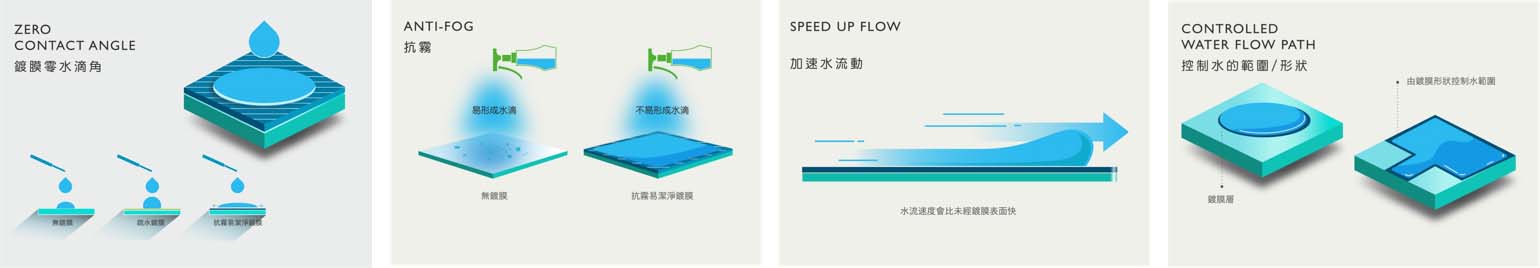 ZERO
CONTACT ANGLE
鍍膜零水滴角
無鍍膜
疏水鍍膜
抗霧易潔淨鍍膜
ANTI-FOG
抗霧
易形成水滴
不易形成水滴
無鍍膜
抗霧易潔淨鍍膜
SPEED UP FLOW
加速水流動
水流速度會比未經鍍膜表面快
CONTROLLED
WATER FLOW PATH
控制水的範圍/形狀
由鍍膜形狀控制水範圍
鍍膜層